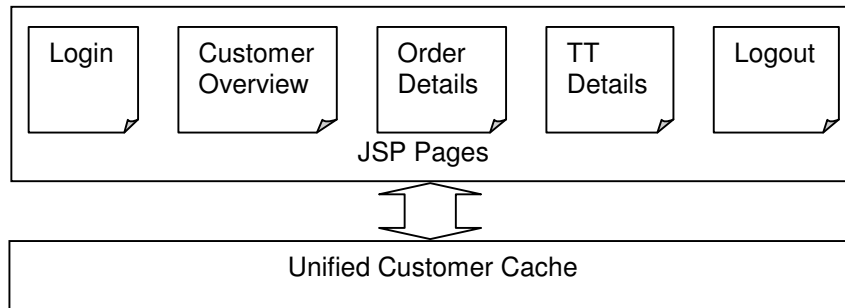 Login
Customer
Overview
Order
Details
TT
Details
Logout
JSP Pages
Unified Customer Cache